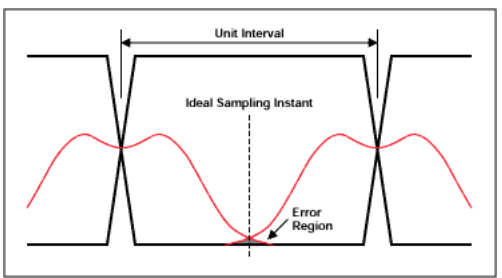 Unit Interval
Ideal Sampling Instant
Error
Region